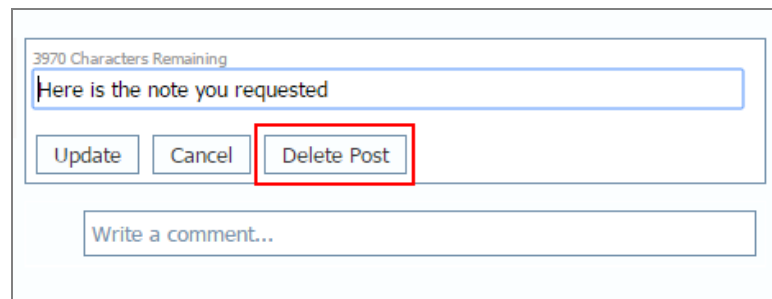 3970 Characters Remaining
Here is the note you requested
Update Cancel Delete Post
Write a comment...